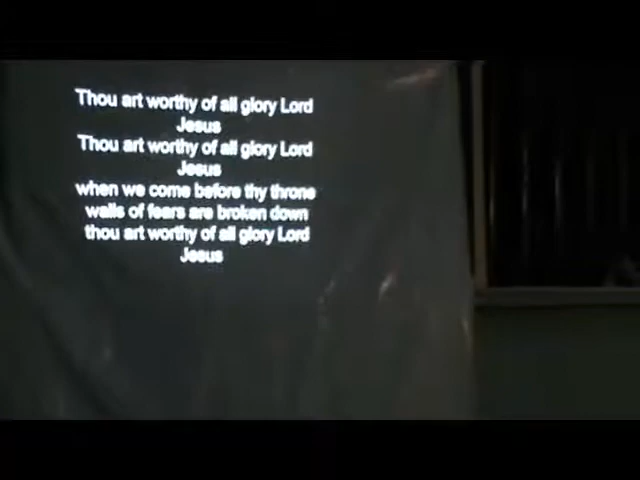 Thou art worthy of all glory Lord
Jesus
Thou art worthy of all glory Lord
Jesus
when we come before thy throne
walls of fears are broken down
thou art worthy of all glory Lord
Jesus